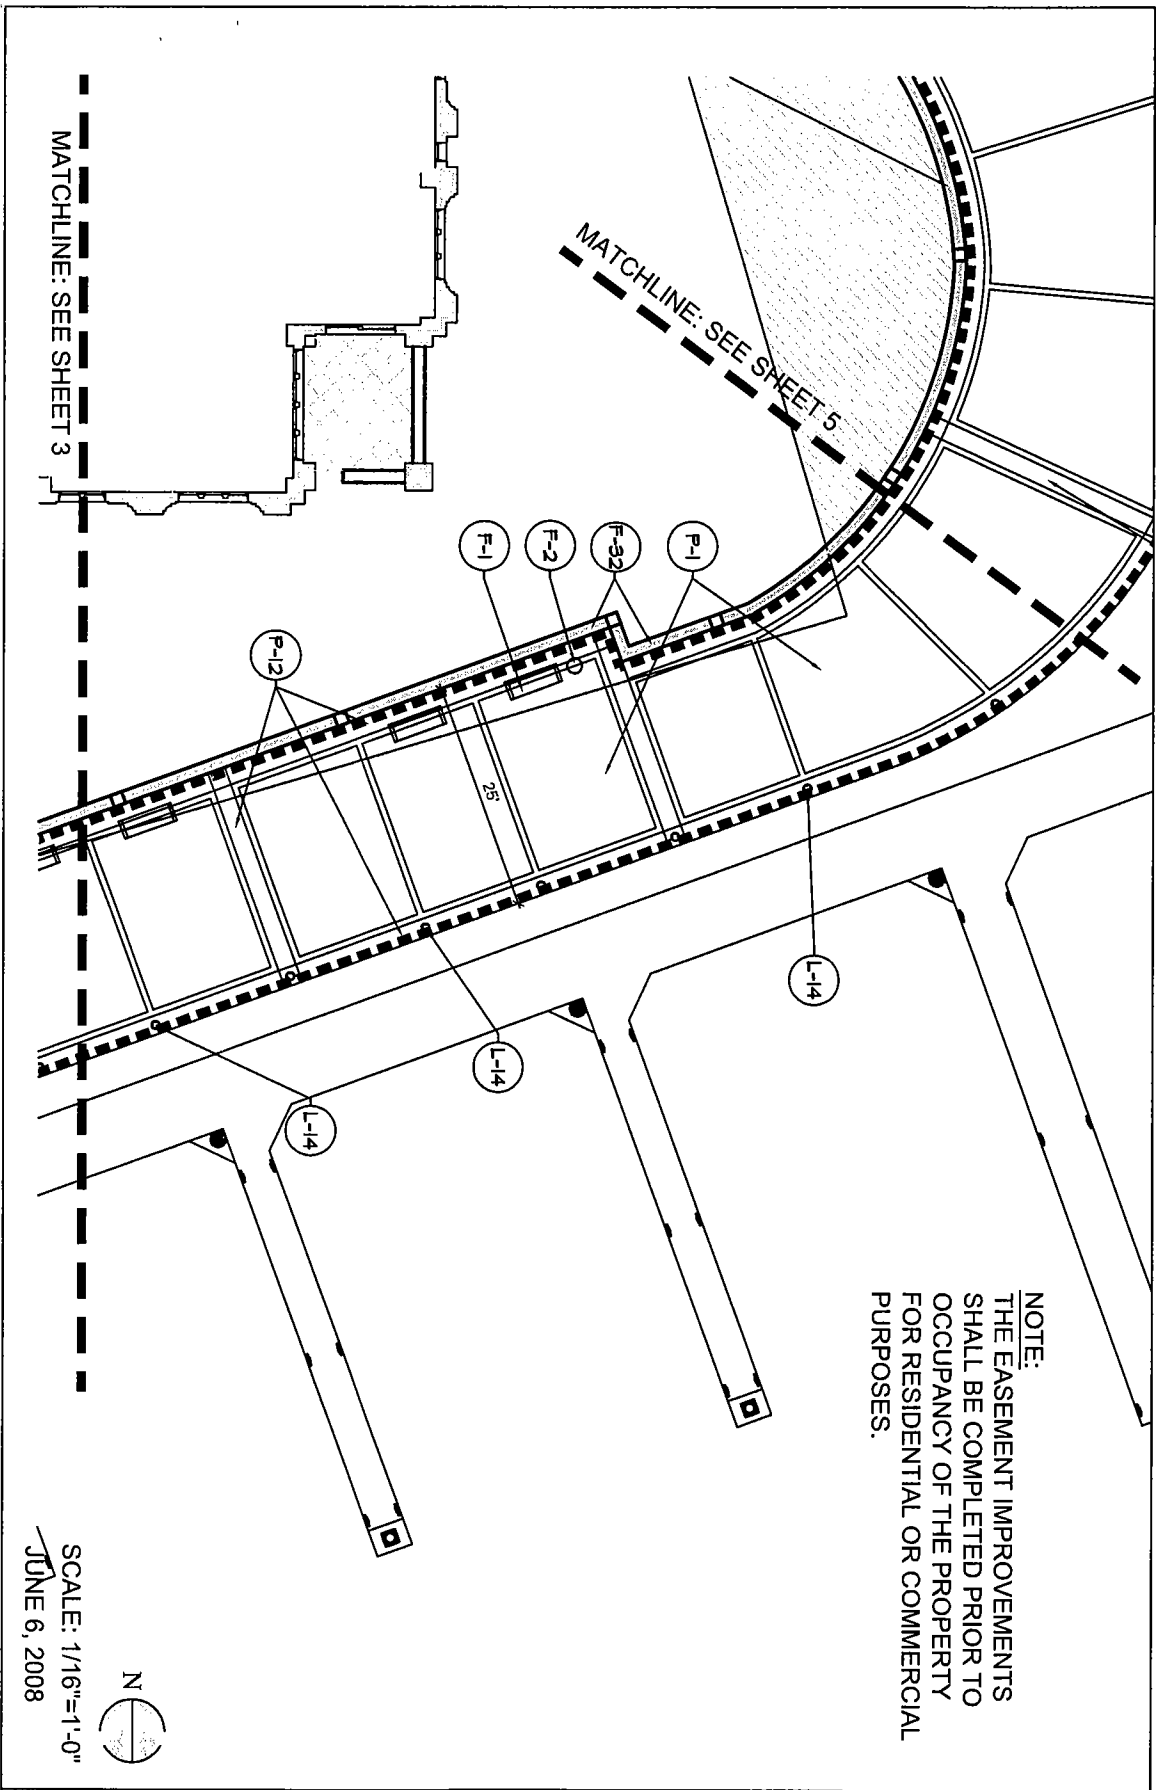 MATCHLINE: SEE SHEET 5
MATCHLINE: SEE SHEET 3
P-1
F-32
F-2
F-1
P-12
25'
L-14
L-14
L-14
NOTE:
THE EASEMENT IMPROVEMENTS
SHALL BE COMPLETED PRIOR TO
OCCUPANCY OF THE PROPERTY
FOR RESIDENTIAL OR COMMERCIAL
PURPOSES.
N
SCALE: 1/16"=1'-0"
JUNE 6, 2008